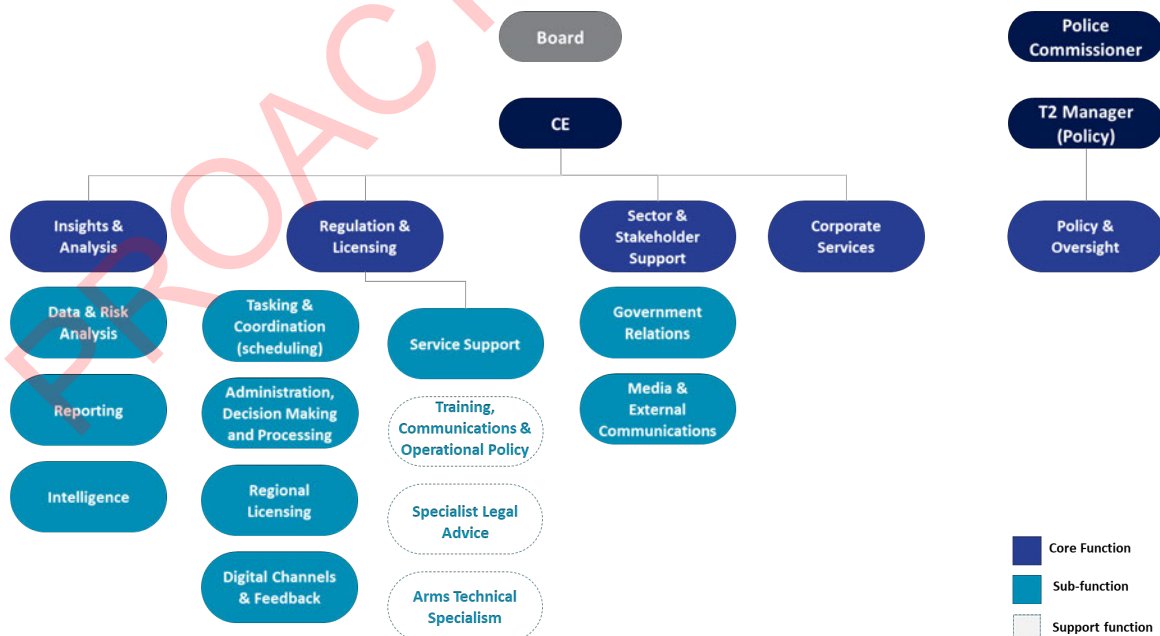 Board
CE
Police
Commissioner
T2 Manager
(Policy)
Insights &
Analysis
Regulation &
Licensing
Sector &
Stakeholder
Support
Corporate
Services
Policy &
Oversight
Data & Risk
Analysis
Reporting
Intelligence
Tasking &
Coordination
(scheduling)
Administration,
Decision Making
and Processing
Regional
Licensing
Digital Channels
& Feedback
Service Support
Training,
Communications &
Operational Policy
Specialist Legal
Advice
Arms Technical
Specialism
Government
Relations
Media &
External
Communications
Core Function
Sub-function
Support function
PROACT